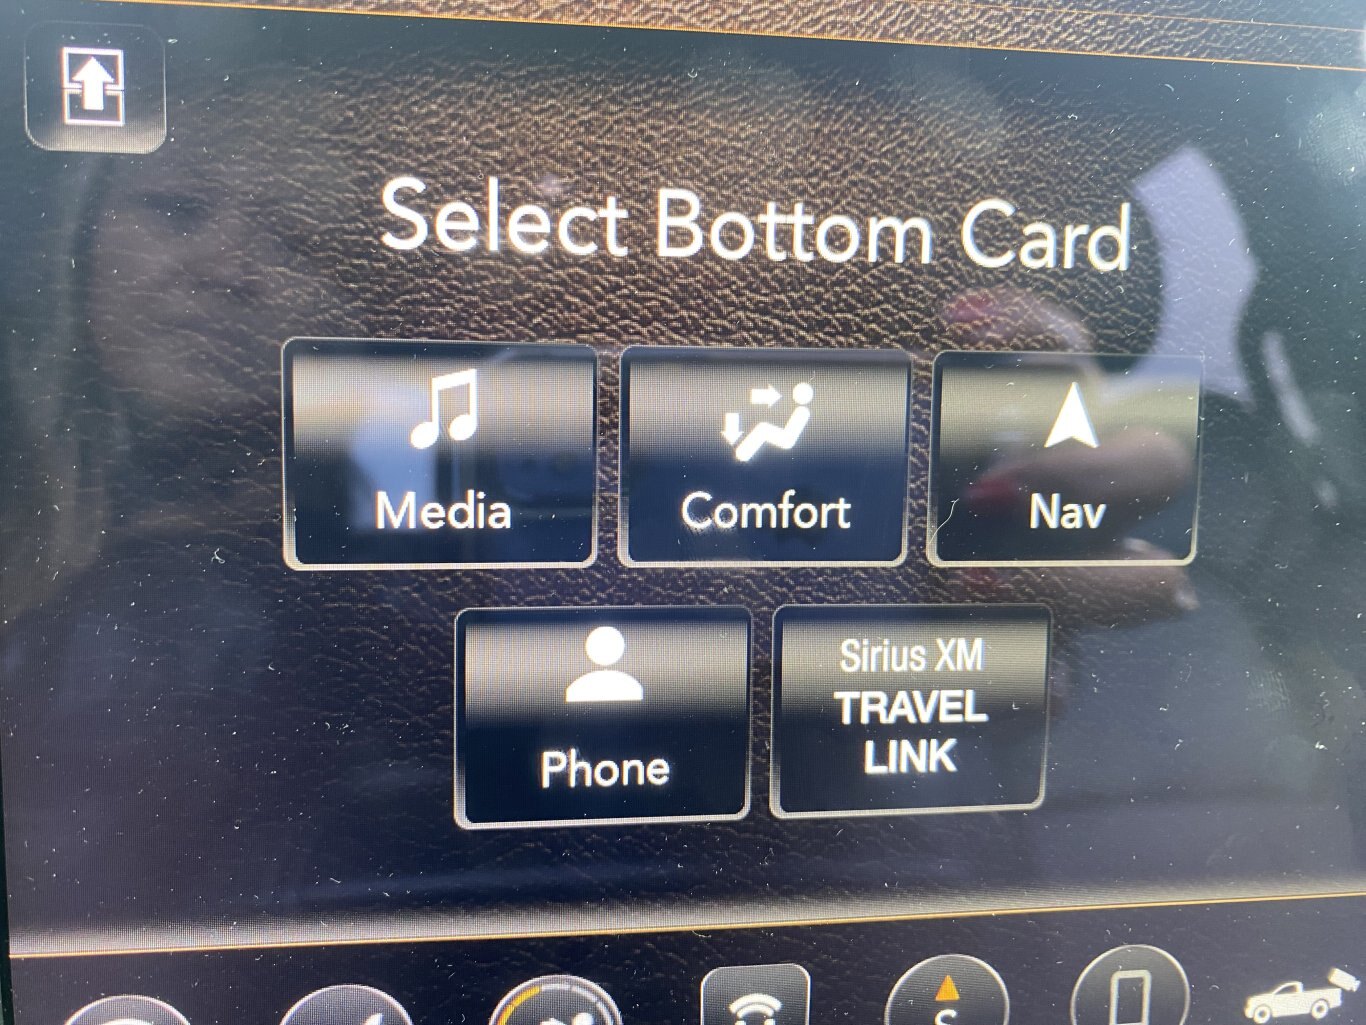 Select Bottom Card
Media
Comfort
Nav
Phone
Sirius XM
TRAVEL
LINK
S